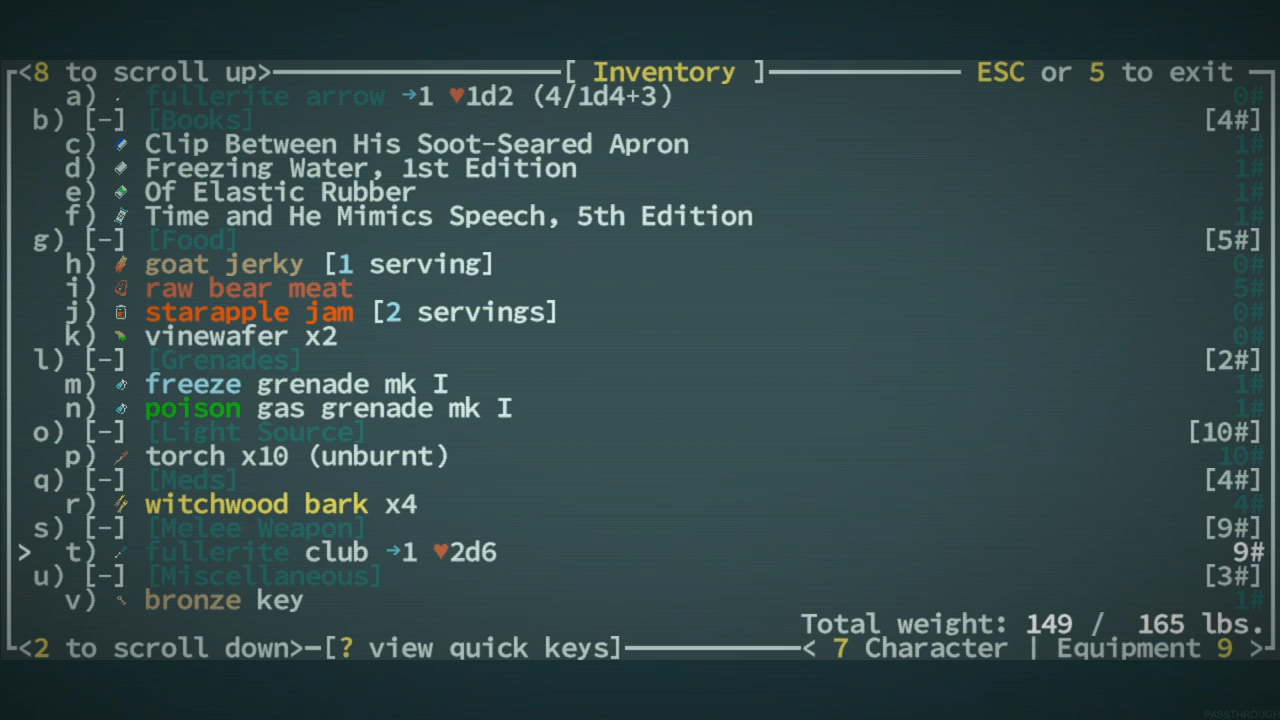 <8 to scroll up> [ Inventory ] ESC or 5 to exit
a) fullerite arrow →1 ♥1d2 (4/1d4+3) 0#
b) [-] [Books] [4#]
c) Clip Between His Soot-Seared Apron 1#
d) Freezing Water, 1st Edition 1#
e) Of Elastic Rubber 1#
f) Time and He Mimics Speech, 5th Edition 1#
g) [-] [Food] [5#]
h) goat jerky [1 serving] 0#
i) raw bear meat 5#
j) starapple jam [2 servings] 0#
k) vinewafer x2 0#
l) [-] [Grenades] [2#]
m) freeze grenade mk I 1#
n) poison gas grenade mk I 1#
o) [-] [Light Source] [10#]
p) torch x10 (unburnt) 10#
q) [-] [Meds] [4#]
r) witchwood bark x4 4#
s) [-] [Melee Weapon] [9#]
> t) fullerite club →1 ♥2d6 9#
u) [-] [Miscellaneous] [3#]
v) bronze key 1#
Total weight: 149 / 165 lbs.
<2 to scroll down> [? view quick keys] < 7 Character | Equipment 9 >
PASSTHROUGH